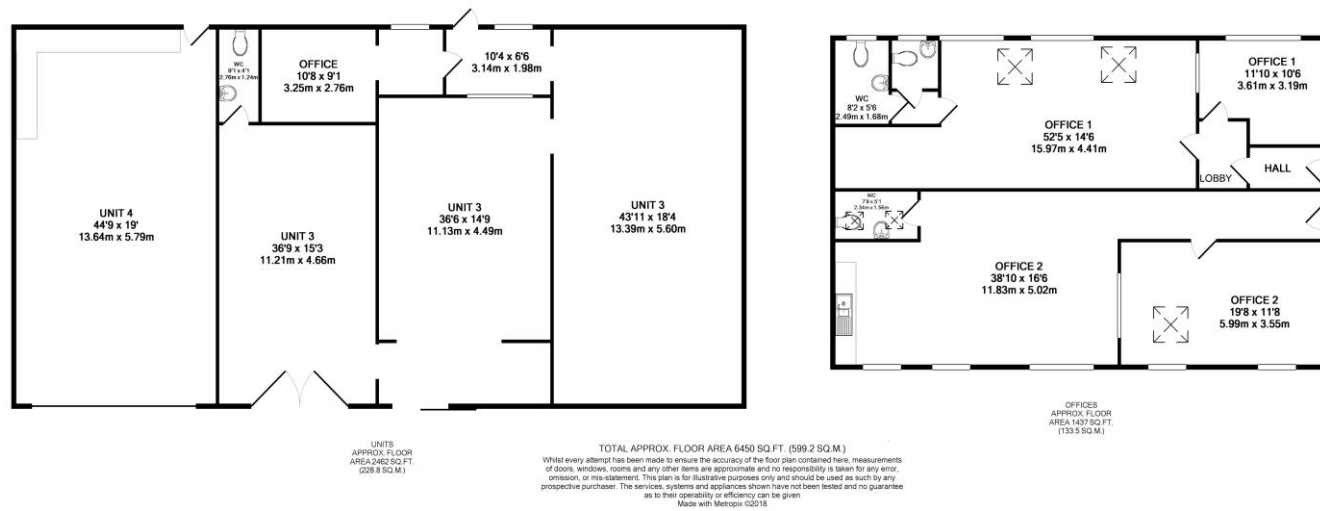 WC
9'1 x 4'1
2.76m x 1.24m
OFFICE
10'8 x 9'1
3.25m x 2.76m
10'4 x 6'6
3.14m x 1.98m
UNIT 4
44'9 x 19'
13.64m x 5.79m
UNIT 3
36'9 x 15'3
11.21m x 4.66m
UNIT 3
36'6 x 14'9
11.13m x 4.49m
UNIT 3
43'11 x 18'4
13.39m x 5.60m
UNITS
APPROX. FLOOR
AREA 2462 SQ.FT.
(228.8 SQ.M.)
WC
8'2 x 5'6
2.49m x 1.68m
OFFICE 1
52'5 x 14'6
15.97m x 4.41m
OFFICE 1
11'10 x 10'6
3.61m x 3.19m
LOBBY
HALL
WC
7'8 x 5'1
2.34m x 1.56m
OFFICE 2
38'10 x 16'6
11.83m x 5.02m
OFFICE 2
19'8 x 11'8
5.99m x 3.55m
OFFICES
APPROX. FLOOR
AREA 1437 SQ.FT.
(133.5 SQ.M.)
TOTAL APPROX. FLOOR AREA 6450 SQ.FT. (599.2 SQ.M.)
Whilst every attempt has been made to ensure the accuracy of the floor plan contained here, measurements
of doors, windows, rooms and any other items are approximate and no responsibility is taken for any error,
omission, or mis-statement. This plan is for illustrative purposes only and should be used as such by any
prospective purchaser. The services, systems and appliances shown have not been tested and no guarantee
as to their operability or efficiency can be given
Made with Metropix ©2018